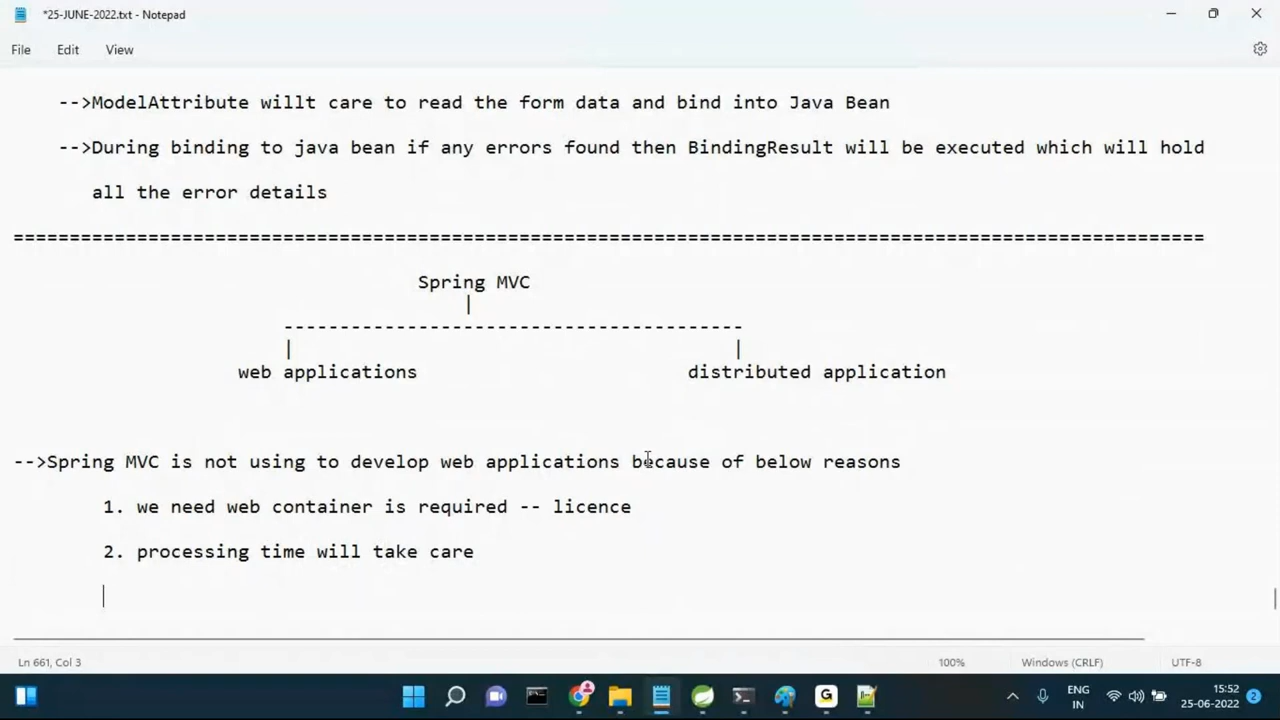 *25-JUNE-2022.txt - Notepad
File Edit View
-->ModelAttribute willt care to read the form data and bind into Java Bean
-->During binding to java bean if any errors found then BindingResult will be executed which will hold
all the error details
==========================================================================================================
Spring MVC
|
-----------------------------------------
| |
web applications distributed application
-->Spring MVC is not using to develop web applications because of below reasons
1. we need web container is required -- licence
2. processing time will take care
Ln 661, Col 3 100% Windows (CRLF) UTF-8
ENG 15:52
IN 25-06-2022 2